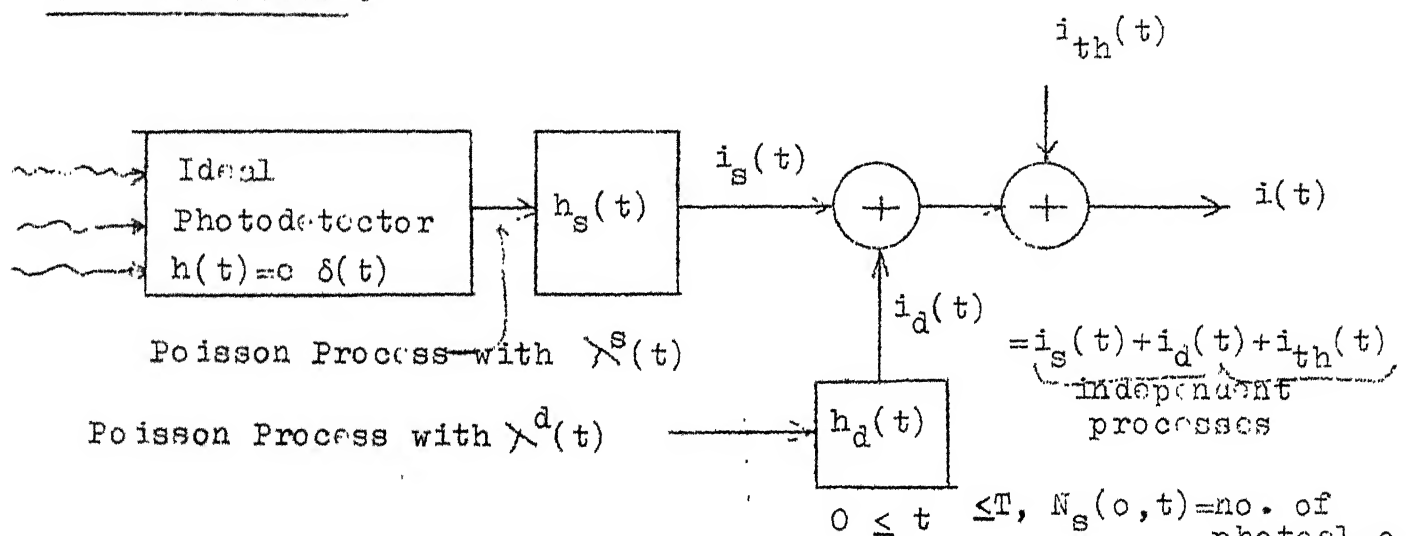 i_th(t)
Ideal
Photodetector
h(t)=e δ(t)
h_s(t)
i_s(t)
+
+
i(t)
i_d(t)
Poisson Process with λ^s(t)
=i_s(t)+i_d(t)+i_th(t)
independent
processes
Poisson Process with λ^d(t)
h_d(t)
0 ≤ t ≤T, N_s(o,t)=no. of